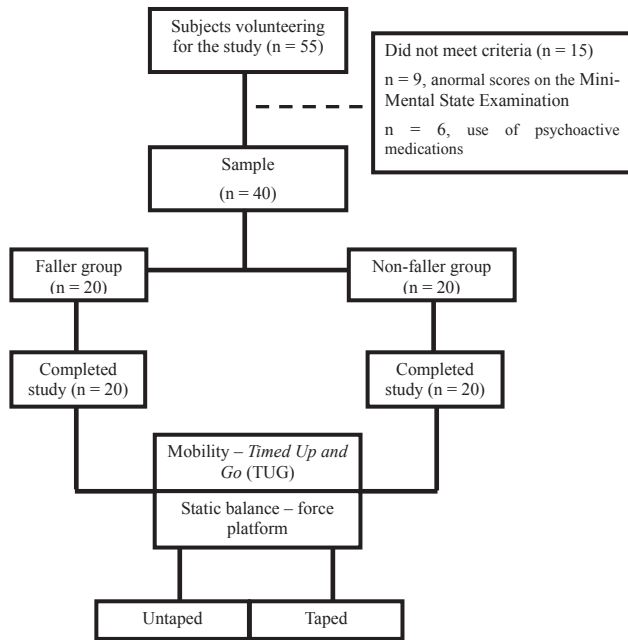 Subjects volunteering
for the study (n = 55)
Did not meet criteria (n = 15)
n = 9, anormal scores on the Mini-
Mental State Examination
n = 6, use of psychoactive
medications
Sample
(n = 40)
Faller group
(n = 20)
Non-faller group
(n = 20)
Completed
study (n = 20)
Completed
study (n = 20)
Mobility – Timed Up and
Go (TUG)
Static balance – force
platform
Untaped
Taped